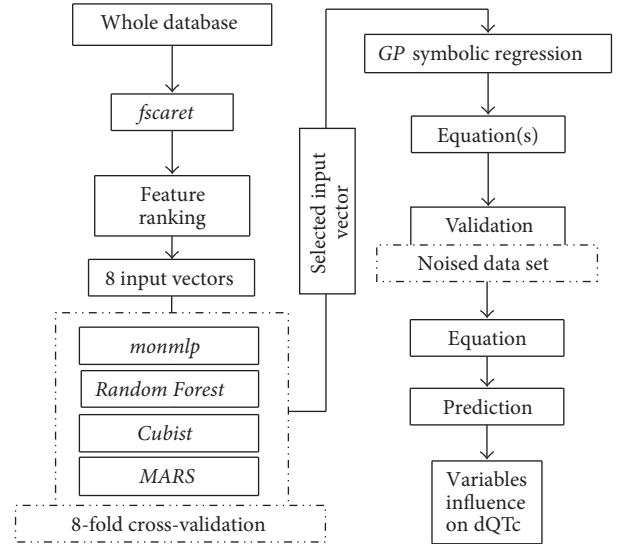 Whole database
fscaret
Feature
ranking
8 input vectors
monmlp
Random Forest
Cubist
MARS
8-fold cross-validation
Selected input
vector
GP symbolic regression
Equation(s)
Validation
Noised data set
Equation
Prediction
Variables
influence
on dQTc